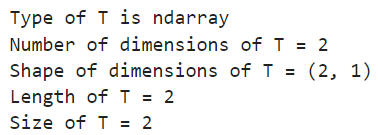 Type of T is ndarray
Number of dimensions of T = 2
Shape of dimensions of T = (2, 1)
Length of T = 2
Size of T = 2